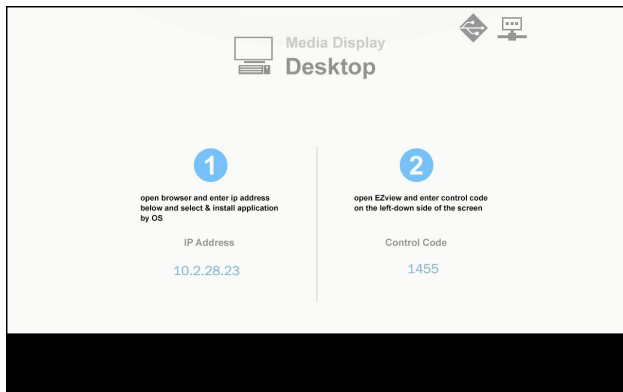 Media Display
Desktop
1
open browser and enter ip address
below and select & install application
by OS
IP Address
10.2.28.23
2
open EZview and enter control code
on the left-down side of the screen
Control Code
1455